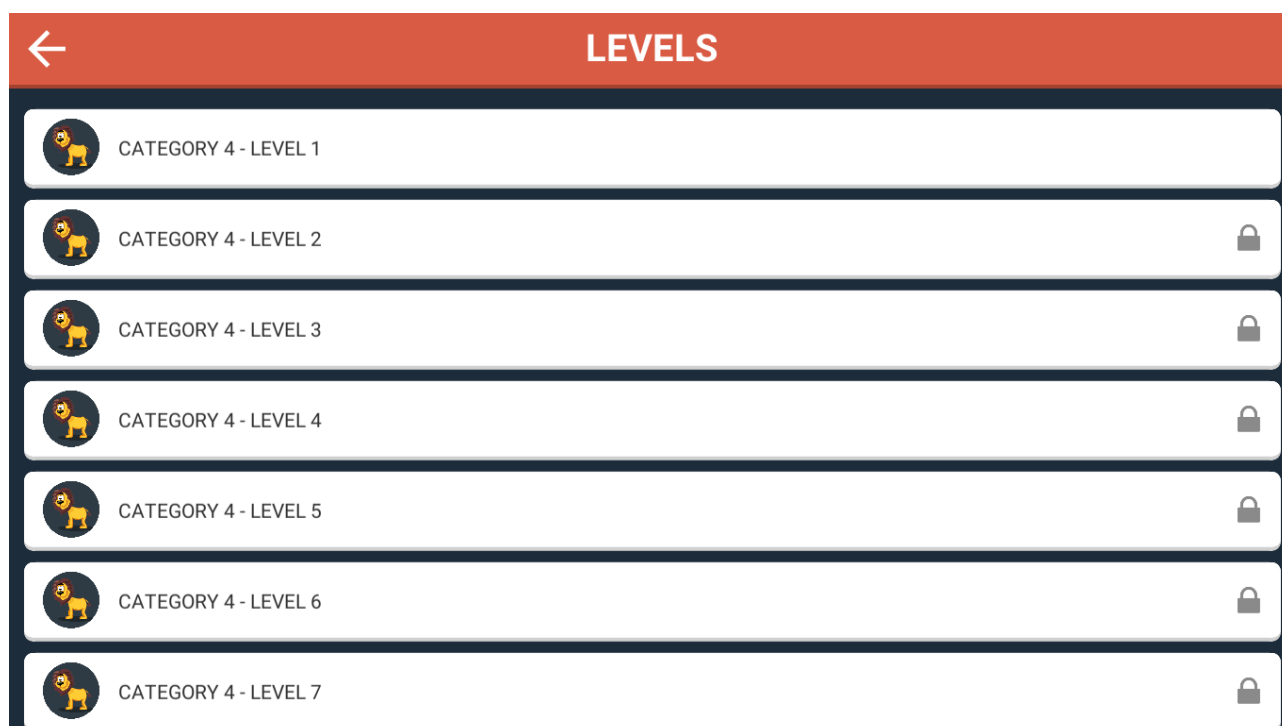 LEVELS
CATEGORY 4 - LEVEL 1
CATEGORY 4 - LEVEL 2
CATEGORY 4 - LEVEL 3
CATEGORY 4 - LEVEL 4
CATEGORY 4 - LEVEL 5
CATEGORY 4 - LEVEL 6
CATEGORY 4 - LEVEL 7